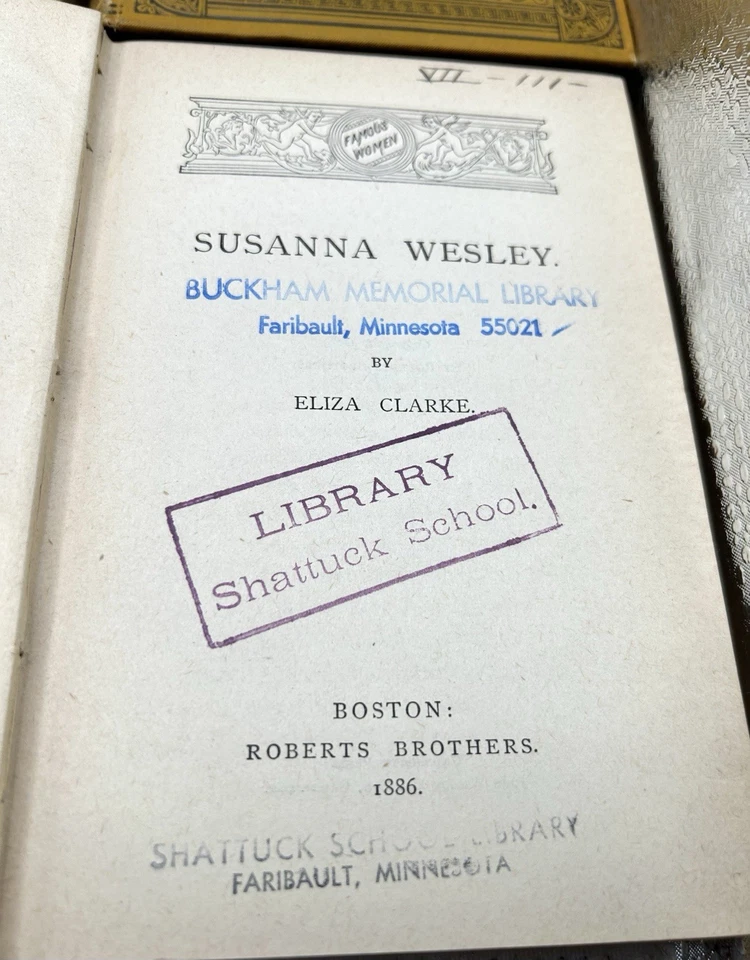 VII - III -
FAMOUS
WOMEN
SUSANNA WESLEY.
BUCKHAM MEMORIAL LIBRARY
Faribault, Minnesota 55021
BY
ELIZA CLARKE.
LIBRARY
Shattuck School.
BOSTON:
ROBERTS BROTHERS.
1886.
SHATTUCK SCHOOL LIBRARY
FARIBAULT, MINNESOTA